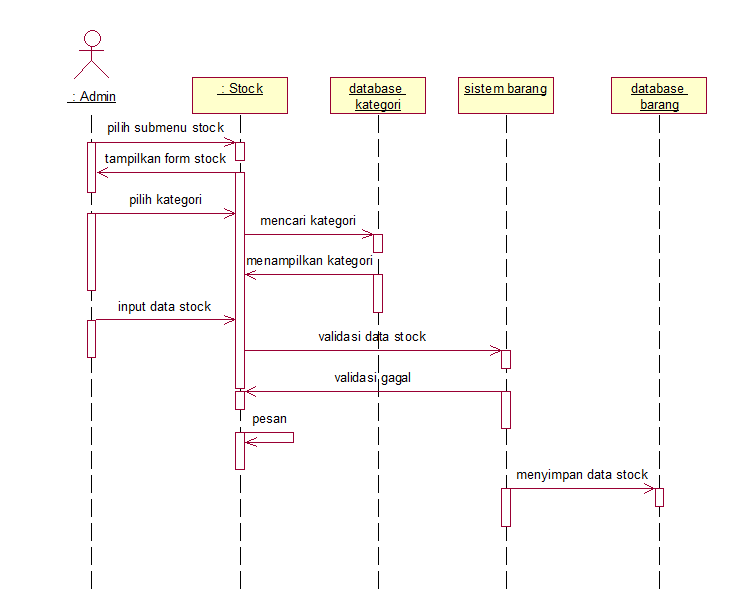 : Admin
: Stock
database
kategori
sistem barang
database
barang
pilih submenu stock
tampilkan form stock
pilih kategori
mencari kategori
menampilkan kategori
input data stock
validasi data stock
validasi gagal
pesan
menyimpan data stock